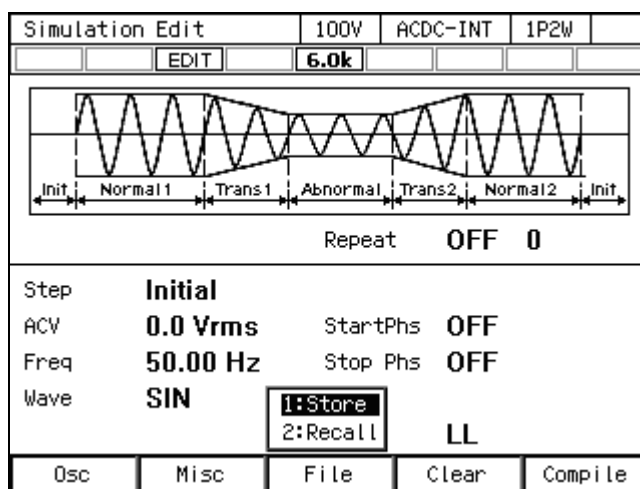 Simulation Edit 100V ACDC-INT 1P2W
EDIT 6.0k
Init Normal1 Trans1 Abnormal Trans2 Normal2 Init
Repeat OFF 0
Step Initial
ACV 0.0 Vrms StartPhs OFF
Freq 50.00 Hz Stop Phs OFF
Wave SIN 1:Store
2:Recall LL
Osc Misc File Clear Compile